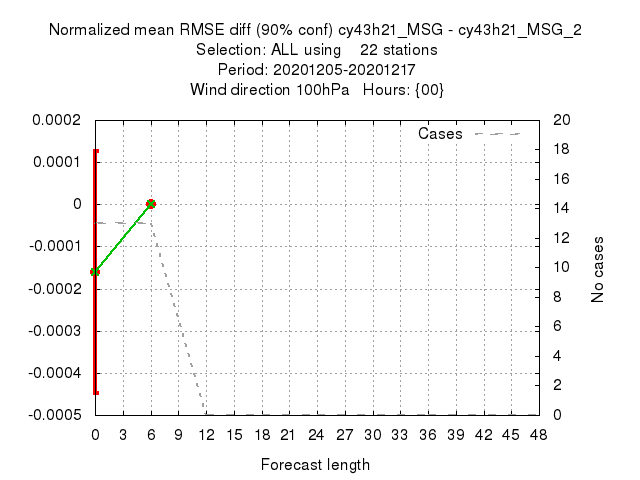 Normalized mean RMSE diff (90% conf) cy43h21_MSG - cy43h21_MSG_2
Selection: ALL using 22 stations
Period: 20201205-20201217
Wind direction 100hPa Hours: {00}
Cases
0.0002
0.0001
0
-0.0001
-0.0002
-0.0003
-0.0004
-0.0005
20
18
16
14
12
10
8
6
4
2
0
No cases
0 3 6 9 12 15 18 21 24 27 30 33 36 39 42 45 48
Forecast length